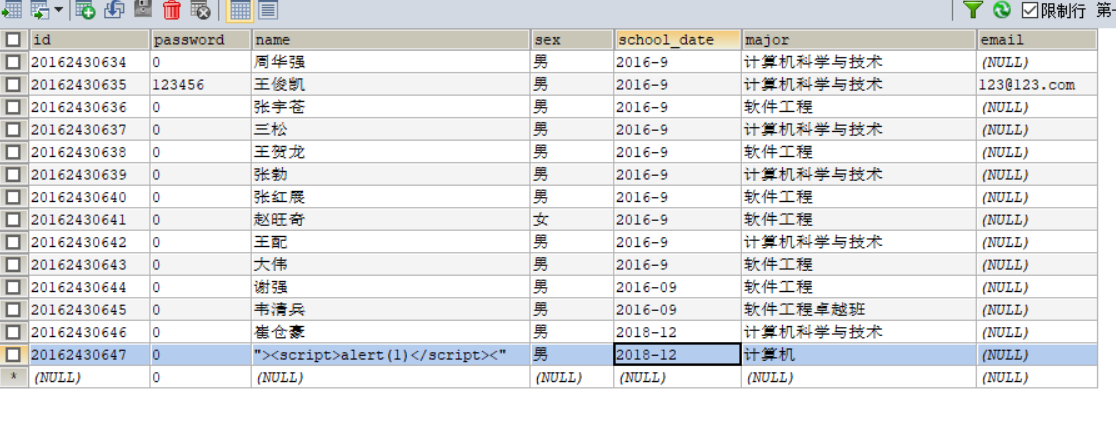 限制行 第一
id password name sex school_date major email
20162430634 0 周华强 男 2016-9 计算机科学与技术 (NULL)
20162430635 123456 王俊凯 男 2016-9 计算机科学与技术 123@123.com
20162430636 0 张宇苍 男 2016-9 软件工程 (NULL)
20162430637 0 三松 男 2016-9 计算机科学与技术 (NULL)
20162430638 0 王贺龙 男 2016-9 软件工程 (NULL)
20162430639 0 张勃 男 2016-9 计算机科学与技术 (NULL)
20162430640 0 张红展 男 2016-9 软件工程 (NULL)
20162430641 0 赵旺奇 女 2016-9 软件工程 (NULL)
20162430642 0 王配 男 2016-9 计算机科学与技术 (NULL)
20162430643 0 大伟 男 2016-9 软件工程 (NULL)
20162430644 0 谢强 男 2016-09 软件工程 (NULL)
20162430645 0 韦清兵 男 2016-09 软件工程卓越班 (NULL)
20162430646 0 崔仓豪 男 2018-12 计算机科学与技术 (NULL)
20162430647 0 "><script>alert(1)</script><" 男 2018-12 计算机 (NULL)
* (NULL) 0 (NULL) (NULL) (NULL) (NULL) (NULL)